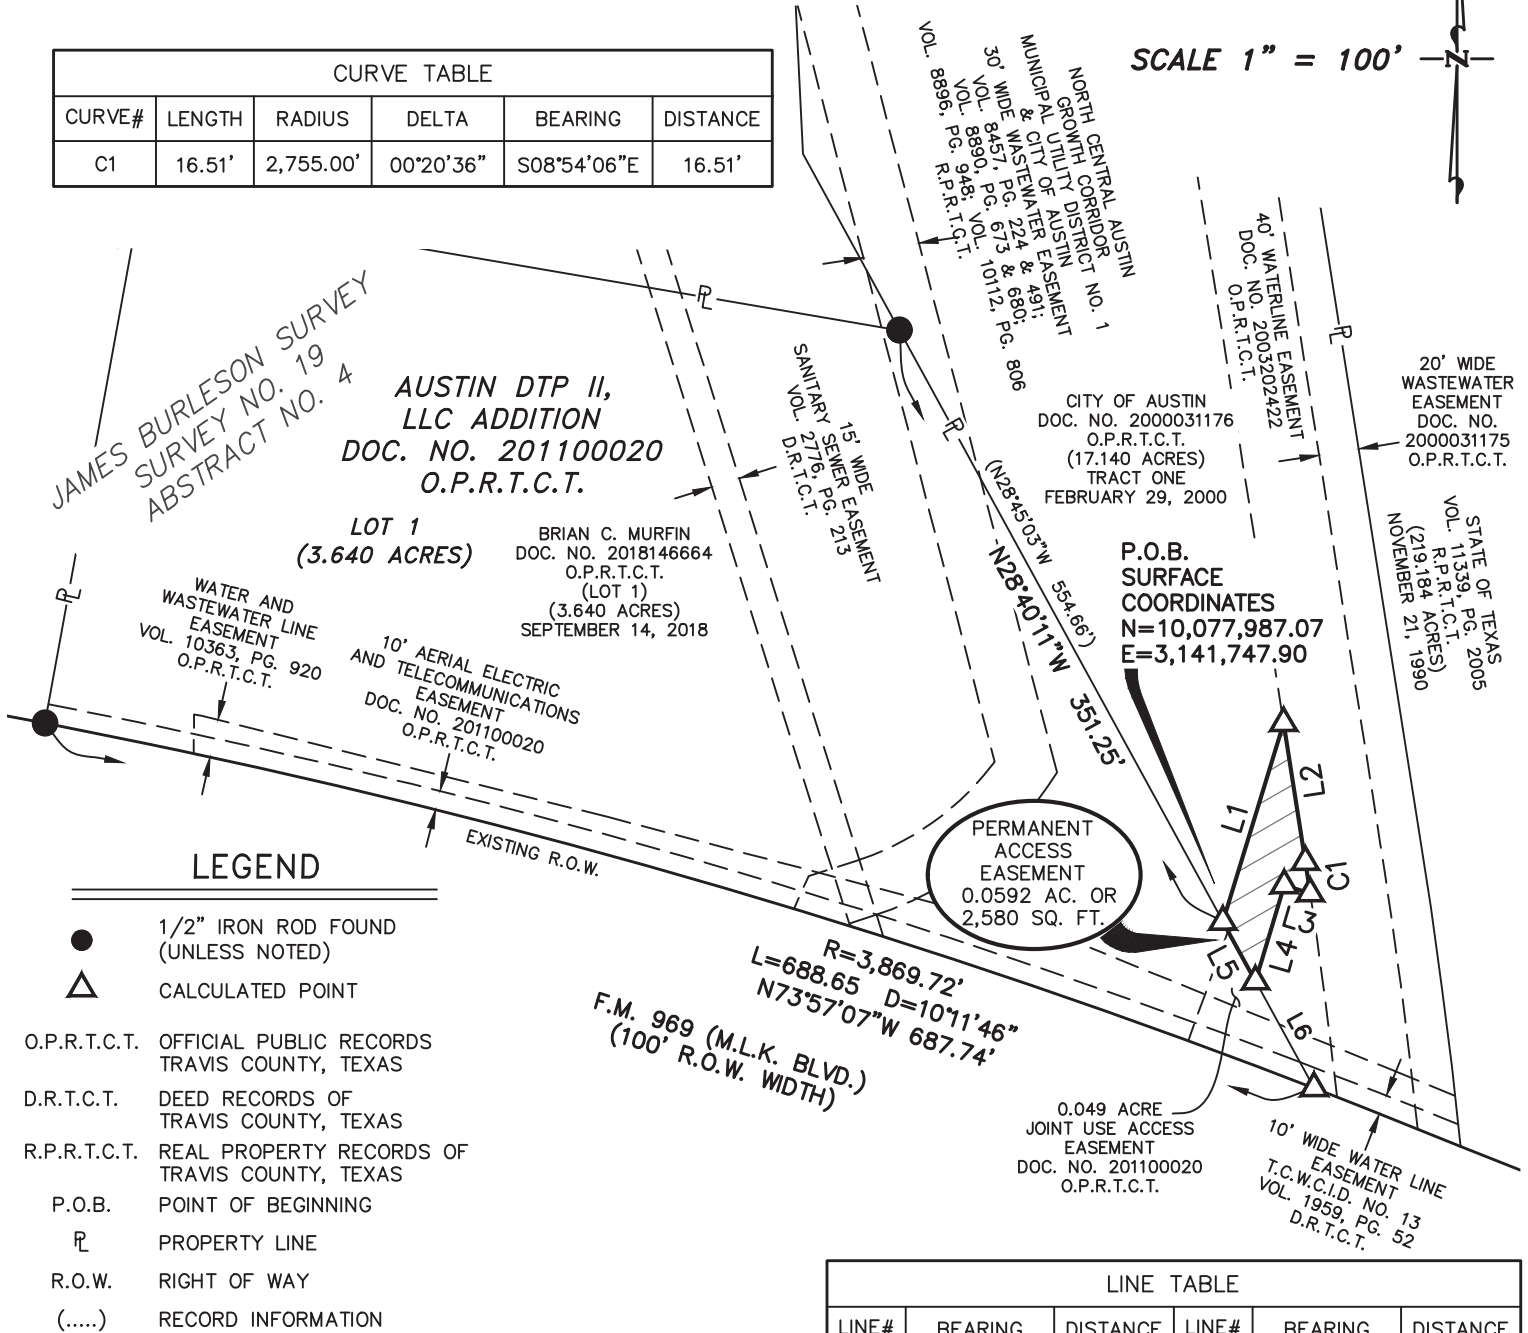 CURVE TABLE
CURVE# LENGTH RADIUS DELTA BEARING DISTANCE
C1 16.51' 2,755.00' 00°20'36" S08°54'06"E 16.51'
SCALE 1" = 100'
N
NORTH CENTRAL AUSTIN
GROWTH CORRIDOR
MUNICIPAL UTILITY DISTRICT NO. 1
& CITY OF AUSTIN
30' WIDE WASTEWATER EASEMENT
VOL. 8457, PG. 224 & 491;
VOL. 8890, PG. 673 & 680;
VOL. 8896, PG. 948; VOL. 10112, PG. 806
R.P.R.T.C.T.
40' WATERLINE EASEMENT
DOC. NO. 2003202422
O.P.R.T.C.T.
20' WIDE
WASTEWATER
EASEMENT
DOC. NO.
2000031175
O.P.R.T.C.T.
STATE OF TEXAS
VOL. 11339, PG. 2005
R.P.R.T.C.T.
(219.184 ACRES)
NOVEMBER 21, 1990
JAMES BURLESON SURVEY
SURVEY NO. 19
ABSTRACT NO. 4
AUSTIN DTP II,
LLC ADDITION
DOC. NO. 201100020
O.P.R.T.C.T.
LOT 1
(3.640 ACRES)
15' WIDE
SANITARY SEWER EASEMENT
VOL. 2776, PG. 213
D.R.T.C.T.
CITY OF AUSTIN
DOC. NO. 2000031176
O.P.R.T.C.T.
(17.140 ACRES)
TRACT ONE
FEBRUARY 29, 2000
BRIAN C. MURFIN
DOC. NO. 2018146664
O.P.R.T.C.T.
(LOT 1)
(3.640 ACRES)
SEPTEMBER 14, 2018
(N28°45'03"W 554.66')
N28°40'11"W 351.25'
P.O.B.
SURFACE
COORDINATES
N=10,077,987.07
E=3,141,747.90
WATER AND
WASTEWATER LINE
EASEMENT
VOL. 10363, PG. 920
O.P.R.T.C.T.
10' AERIAL ELECTRIC
AND TELECOMMUNICATIONS
EASEMENT
DOC. NO. 201100020
O.P.R.T.C.T.
PL
PL
PL
PL
EXISTING R.O.W.
PERMANENT
ACCESS
EASEMENT
0.0592 AC. OR
2,580 SQ. FT.
L1
L2
C1
L3
L4
L5
L6
R=3,869.72'
L=688.65 D=10°11'46"
N73°57'07"W 687.74'
F.M. 969 (M.L.K. BLVD.)
(100' R.O.W. WIDTH)
0.049 ACRE
JOINT USE ACCESS
EASEMENT
DOC. NO. 201100020
O.P.R.T.C.T.
10' WIDE WATER LINE
EASEMENT
T.C.W.C.I.D. NO. 13
VOL. 1959, PG. 52
D.R.T.C.T.
LEGEND
1/2" IRON ROD FOUND
(UNLESS NOTED)
CALCULATED POINT
O.P.R.T.C.T. OFFICIAL PUBLIC RECORDS
TRAVIS COUNTY, TEXAS
D.R.T.C.T. DEED RECORDS OF
TRAVIS COUNTY, TEXAS
R.P.R.T.C.T. REAL PROPERTY RECORDS OF
TRAVIS COUNTY, TEXAS
P.O.B. POINT OF BEGINNING
PL PROPERTY LINE
R.O.W. RIGHT OF WAY
(.....) RECORD INFORMATION
LINE TABLE
LINE# BEARING DISTANCE LINE# BEARING DISTANCE